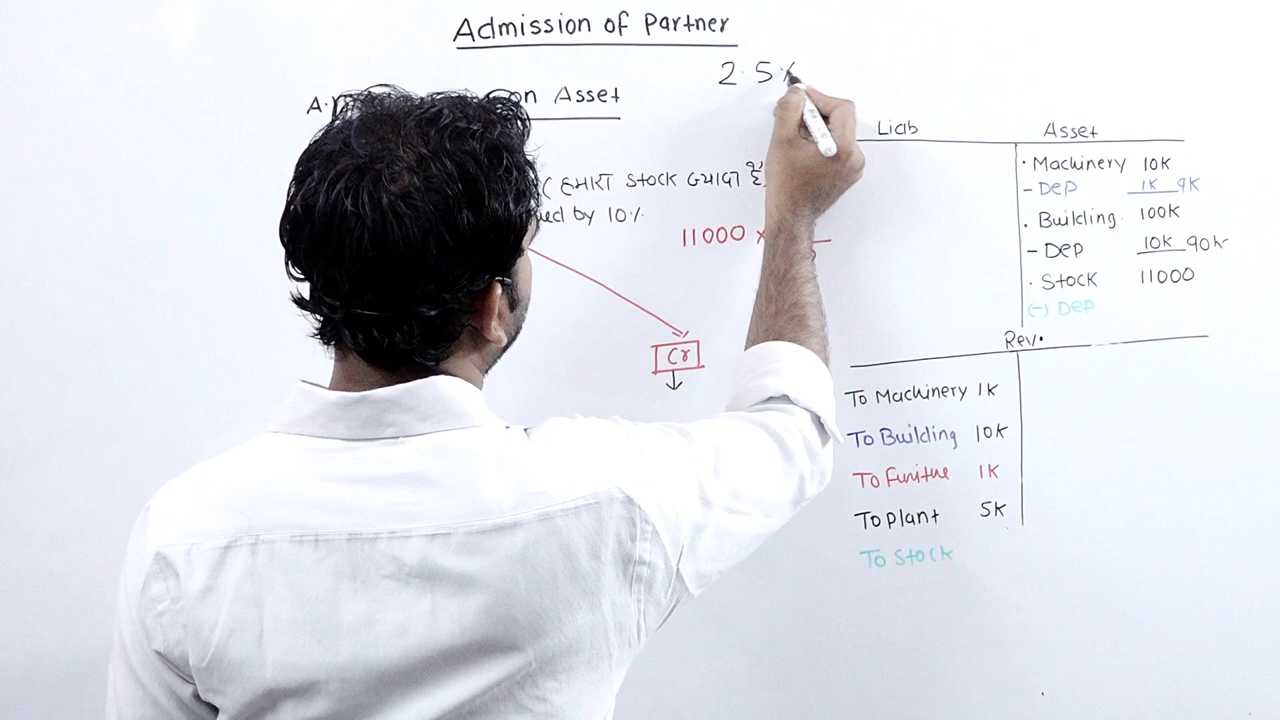 Admission of Partner
2.5%
A. on Asset
( हमारा Stock ज्यादा है
by 10%
11000 ×
Cr
Liab Asset
· Machinery 10K
- Dep 1K 9K
· Building 100K
- Dep 10K 90K
· Stock 11000
(-) Dep
Rev.
To Machinery 1K
To Building 10K
To Funitue 1K
To plant 5K
To Stock